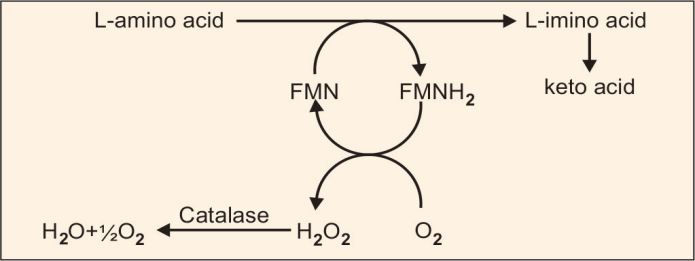 L-amino acid L-imino acid
FMN FMNH₂ keto acid
Catalase
H₂O+½O₂ H₂O₂ O₂